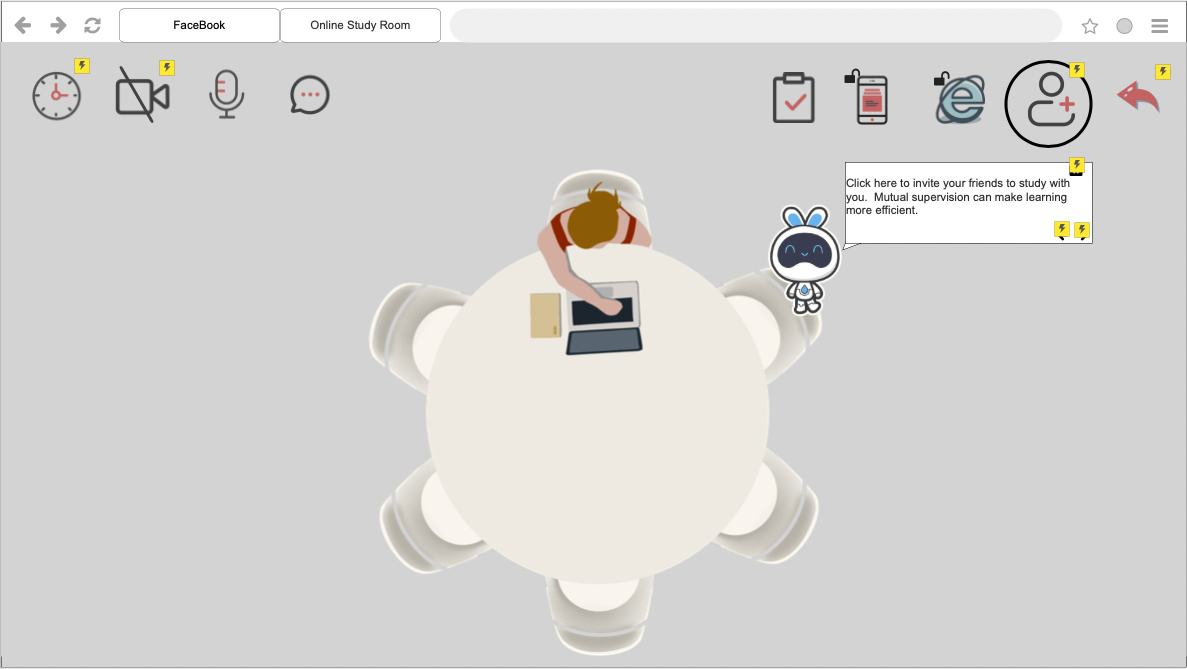 FaceBook
Online Study Room
Click here to invite your friends to study with
you.  Mutual supervision can make learning
more efficient.